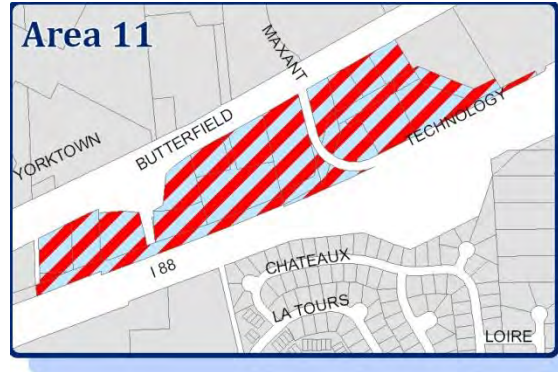 Area 11
MAXANT
BUTTERFIELD
TECHNOLOGY
YORKTOWN
I 88
CHATEAUX
LA TOURS
LOIRE